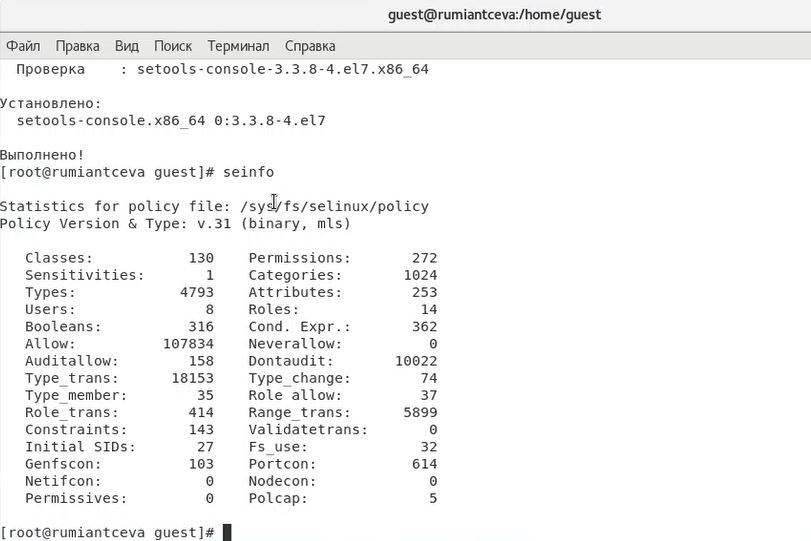 guest@rumiantceva:/home/guest
Файл Правка Вид Поиск Терминал Справка
Проверка    : setools-console-3.3.8-4.el7.x86_64
Установлено:
setools-console.x86_64 0:3.3.8-4.el7
Выполнено!
[root@rumiantceva guest]# seinfo
Statistics for policy file: /sys/fs/selinux/policy
Policy Version & Type: v.31 (binary, mls)
Classes:            130    Permissions:        272
Sensitivities:        1    Categories:        1024
Types:             4793    Attributes:         253
Users:                8    Roles:               14
Booleans:           316    Cond. Expr.:        362
Allow:           107834    Neverallow:           0
Auditallow:         158    Dontaudit:        10022
Type_trans:       18153    Type_change:         74
Type_member:         35    Role allow:          37
Role_trans:         414    Range_trans:       5899
Constraints:        143    Validatetrans:        0
Initial SIDs:        27    Fs_use:              32
Genfscon:           103    Portcon:            614
Netifcon:             0    Nodecon:              0
Permissives:          0    Polcap:               5
[root@rumiantceva guest]#